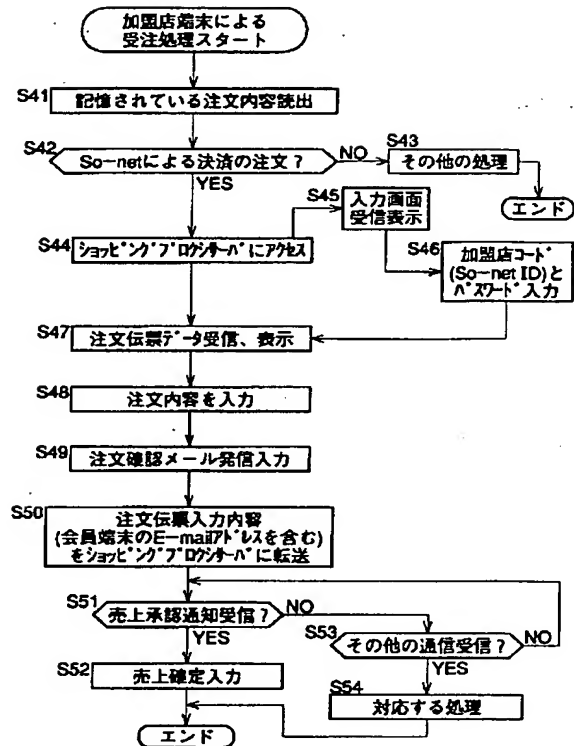 加盟店端末による
受注処理スタート
S41
記憶されている注文内容読出
S42
So-netによる決済の注文?
NO
S43
その他の処理
エンド
YES
S44
ショッピングプロクシサーバにアクセス
S45
入力画面
受信表示
S46
加盟店コード
(So-net ID)と
パスワード入力
S47
注文伝票データ受信、表示
S48
注文内容を入力
S49
注文確認メール発信入力
S50
注文伝票入力内容
(会員端末のE-mailアドレスを含む)
をショッピングプロクシサーバに転送
S51
売上承認通知受信?
NO
YES
S53
その他の通信受信?
NO
YES
S52
売上確定入力
S54
対応する処理
エンド